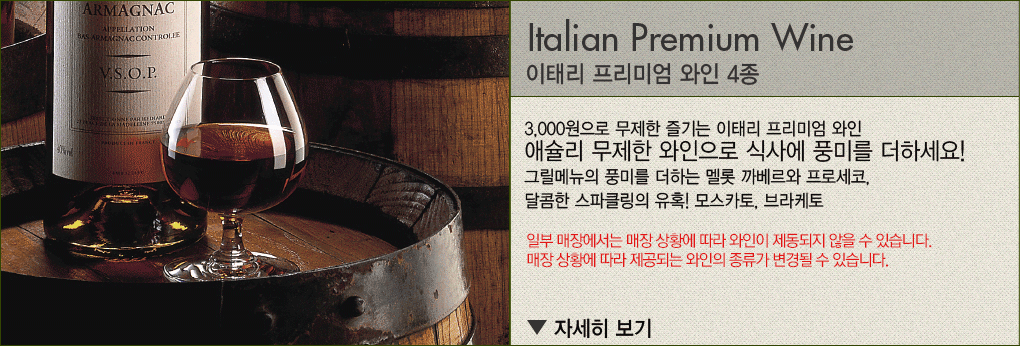 ARMAGNAC
APPELLATION
BAS-ARMAGNAC CONTROLEE
V.S.O.P.
40%vol
Italian Premium Wine
이태리 프리미엄 와인 4종
3,000원으로 무제한 즐기는 이태리 프리미엄 와인
애슐리 무제한 와인으로 식사에 풍미를 더하세요!
그릴메뉴의 풍미를 더하는 멜롯 까베르와 프로세코,
달콤한 스파클링의 유혹! 모스카토, 브라케토
일부 매장에서는 매장 상황에 따라 와인이 제동되지 않을 수 있습니다.
매장 상황에 따라 제공되는 와인의 종류가 변경될 수 있습니다.
▼ 자세히 보기